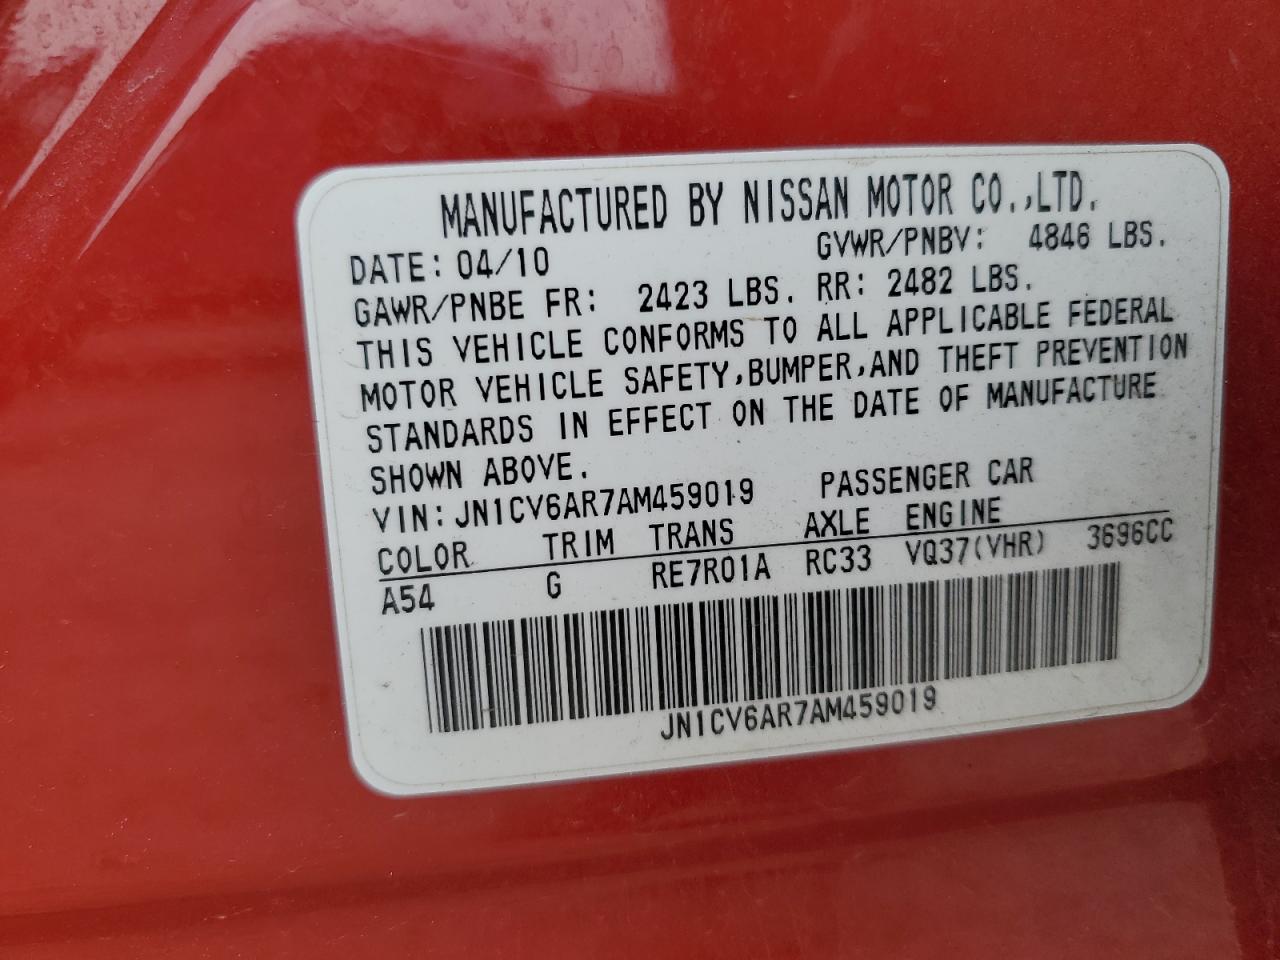 MANUFACTURED BY NISSAN MOTOR CO.,LTD.
DATE: 04/10 GVWR/PNBV: 4846 LBS.
GAWR/PNBE FR: 2423 LBS. RR: 2482 LBS.
THIS VEHICLE CONFORMS TO ALL APPLICABLE FEDERAL
MOTOR VEHICLE SAFETY,BUMPER,AND THEFT PREVENTION
STANDARDS IN EFFECT ON THE DATE OF MANUFACTURE
SHOWN ABOVE.
VIN: JN1CV6AR7AM459019 PASSENGER CAR
COLOR TRIM TRANS AXLE ENGINE
A54 G RE7R01A RC33 VQ37(VHR) 3696CC
JN1CV6AR7AM459019